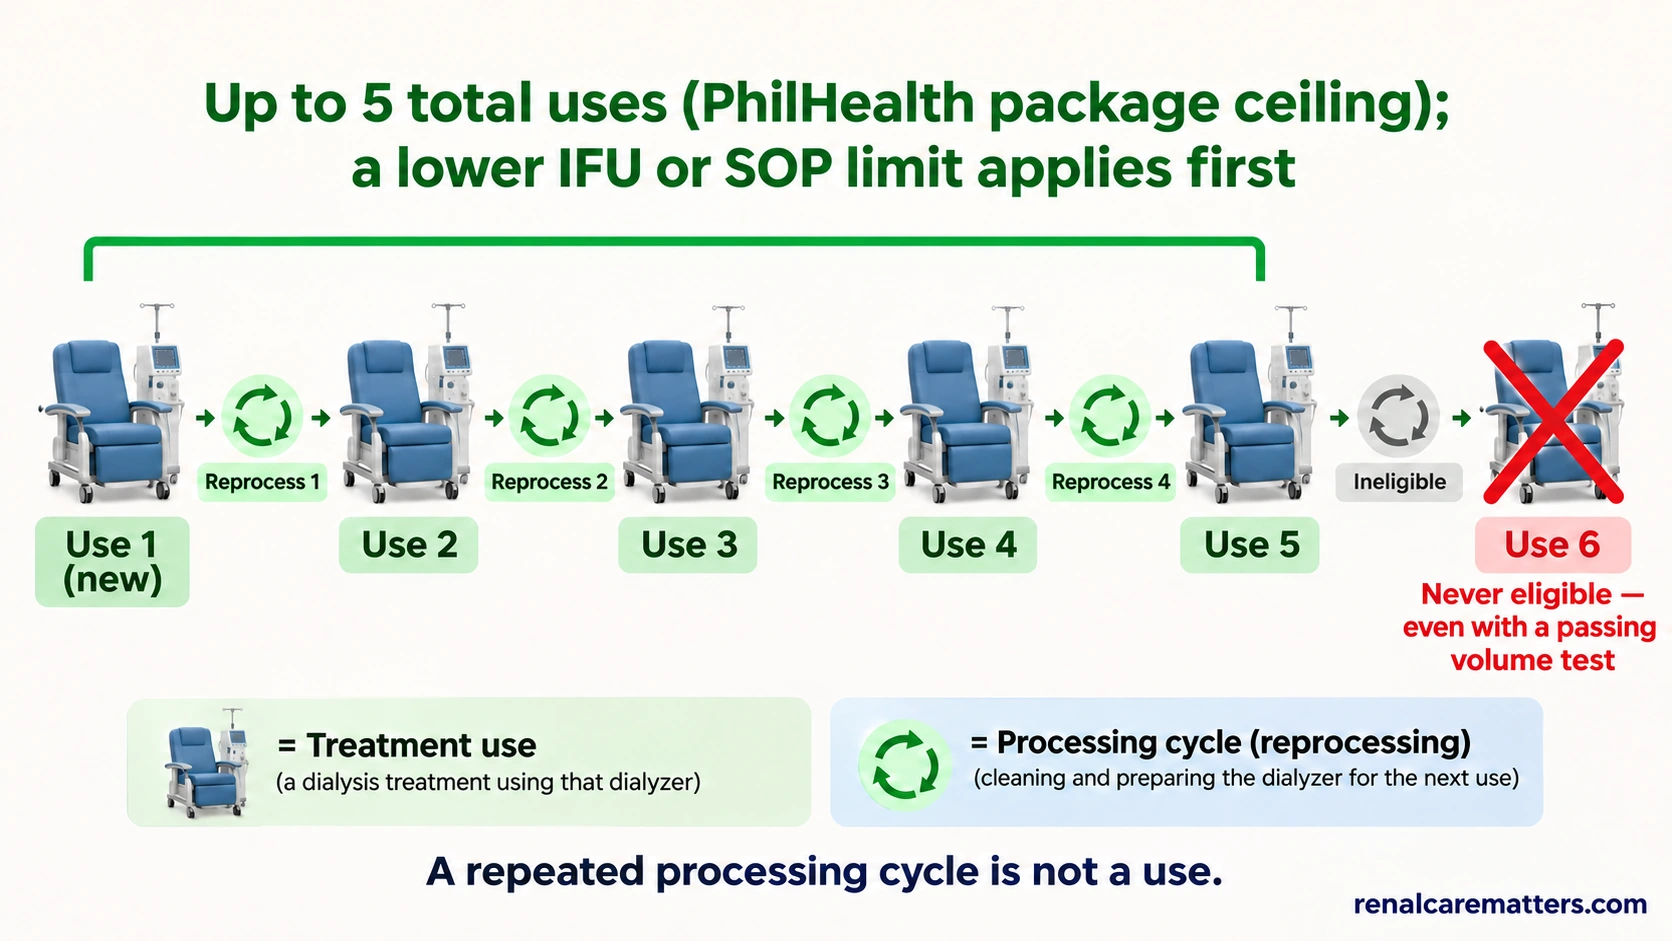 Up to 5 total uses (PhilHealth package ceiling);
a lower IFU or SOP limit applies first
Reprocess 1
Reprocess 2
Reprocess 3
Reprocess 4
Ineligible
Use 1
(new)
Use 2
Use 3
Use 4
Use 5
Use 6
Never eligible —
even with a passing
volume test
= Treatment use
(a dialysis treatment using that dialyzer)
= Processing cycle (reprocessing)
(cleaning and preparing the dialyzer for the next use)
A repeated processing cycle is not a use.
renalcarematters.com